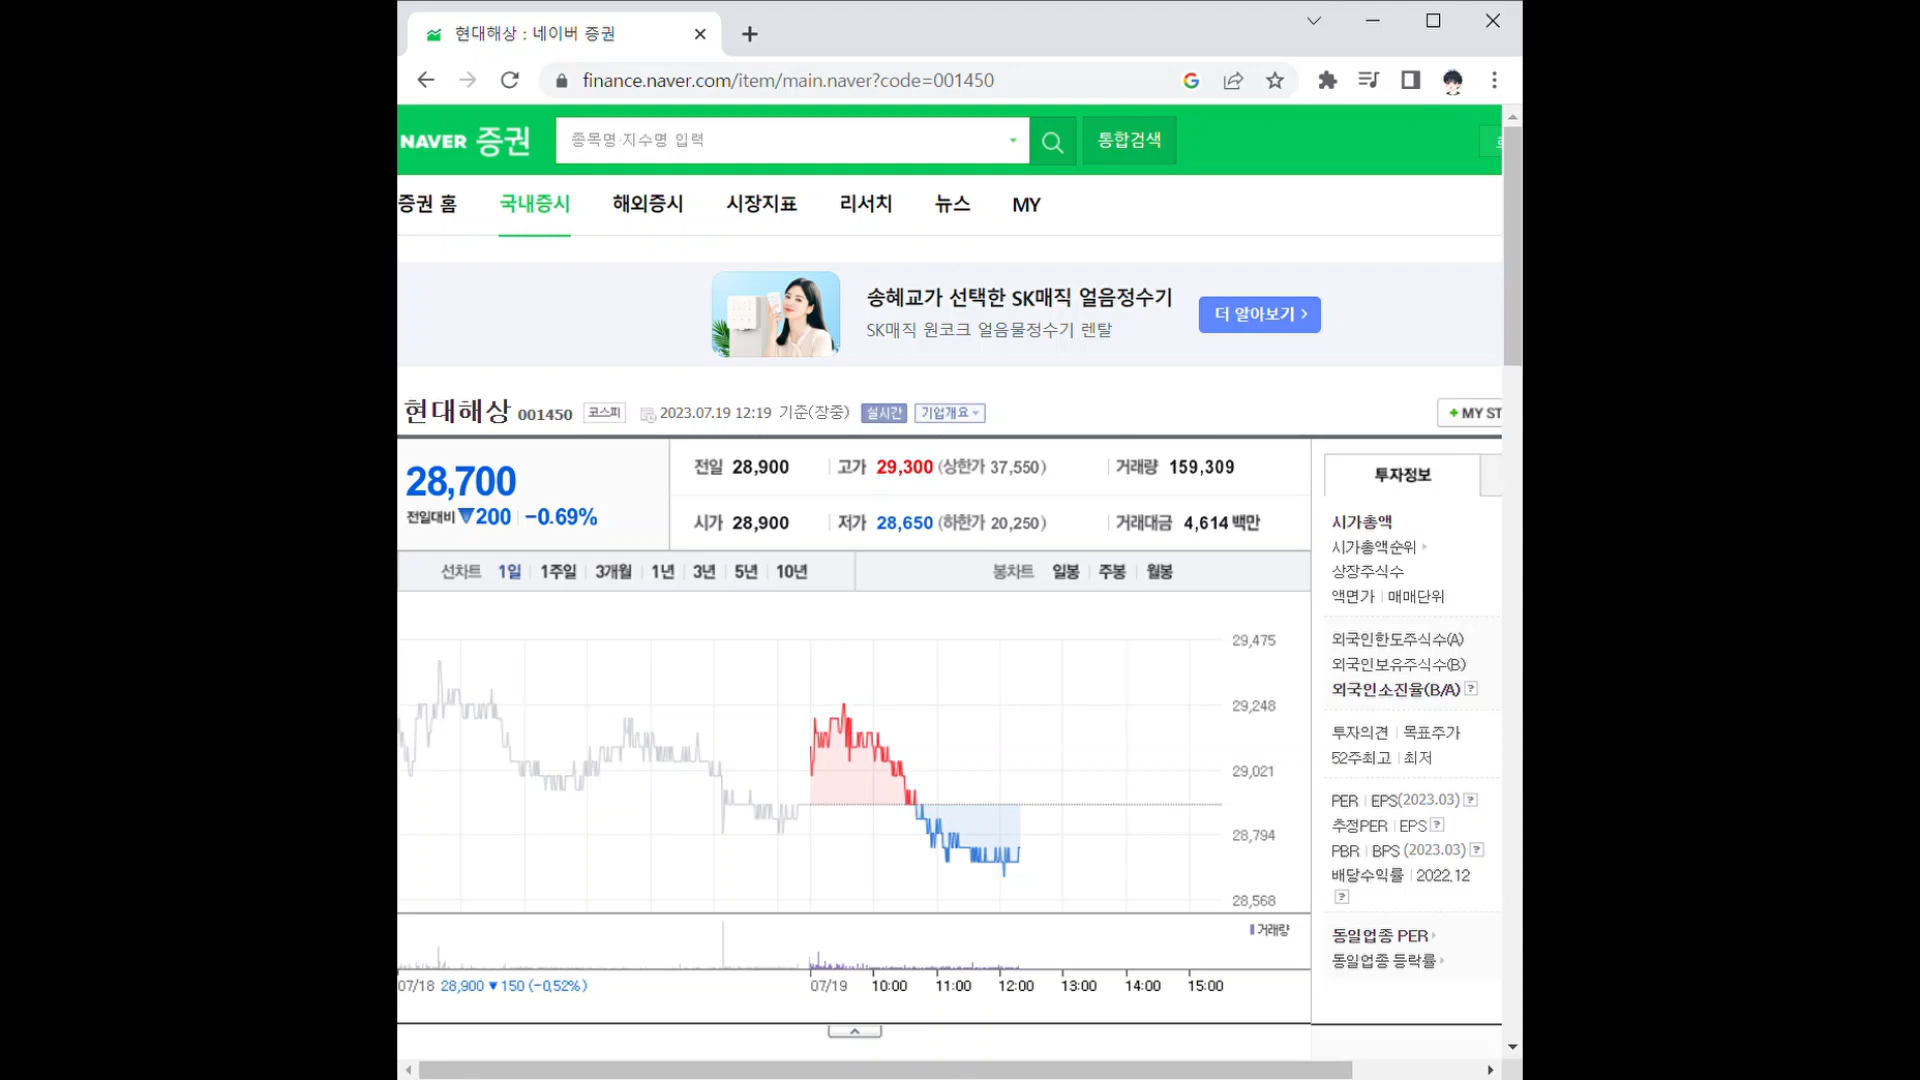 현대해상 : 네이버 증권
finance.naver.com/item/main.naver?code=001450
NAVER 증권
종목명·지수명 입력
통합검색
증권 홈 국내증시 해외증시 시장지표 리서치 뉴스 MY
송혜교가 선택한 SK매직 얼음정수기
SK매직 원코크 얼음물정수기 렌탈
더 알아보기 >
현대해상 001450 코스피 2023.07.19 12:19 기준(장중) 실시간 기업개요
+ MY ST
28,700
전일대비 ▼200 -0.69%
전일 28,900 고가 29,300 (상한가 37,550) 거래량 159,309
시가 28,900 저가 28,650 (하한가 20,250) 거래대금 4,614 백만
선차트 1일 1주일 3개월 1년 3년 5년 10년 봉차트 일봉 주봉 월봉
29,475
29,248
29,021
28,794
28,568
거래량
07/18 28,900 ▼150 (-0.52%)
07/19 10:00 11:00 12:00 13:00 14:00 15:00
투자정보
시가총액
시가총액순위
상장주식수
액면가 매매단위
외국인한도주식수(A)
외국인보유주식수(B)
외국인소진율(B/A) ?
투자의견 목표주가
52주최고 최저
PER EPS(2023.03) ?
추정PER EPS ?
PBR BPS (2023.03) ?
배당수익률 2022.12
?
동일업종 PER
동일업종 등락률